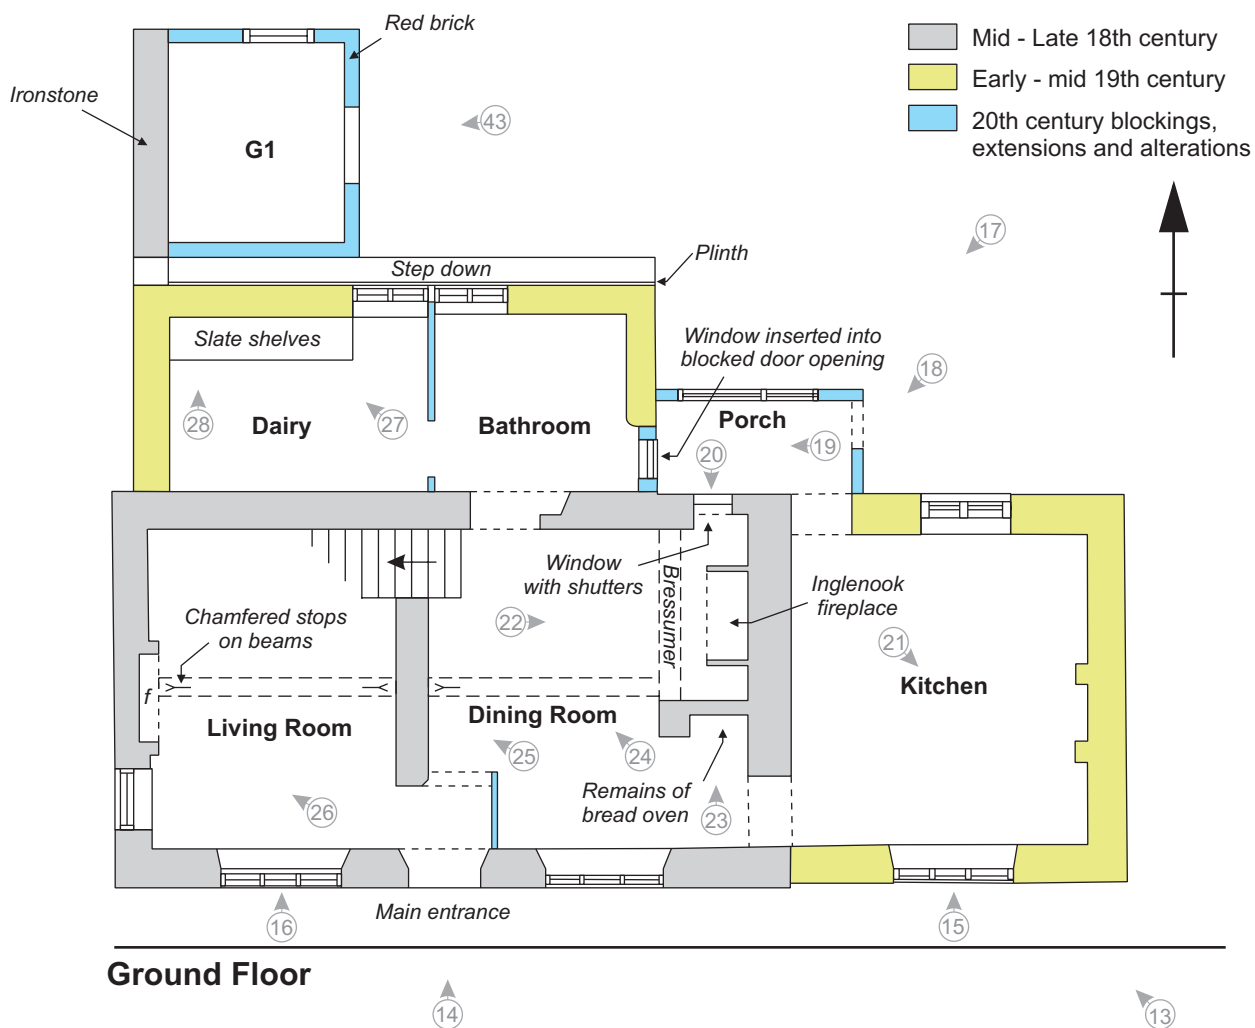 Red brick
Mid - Late 18th century
Early - mid 19th century
20th century blockings,
extensions and alterations
Ironstone
43
G1
17
Plinth
Step down
Slate shelves
Window inserted into
blocked door opening
18
28
27
Dairy
Bathroom
Porch
19
20
Window
with shutters
Bressumer
Inglenook
fireplace
Chamfered stops
on beams
22
21
f
Kitchen
Living Room
Dining Room
25
24
Remains of
bread oven
23
26
Main entrance
16
15
Ground Floor
14
13